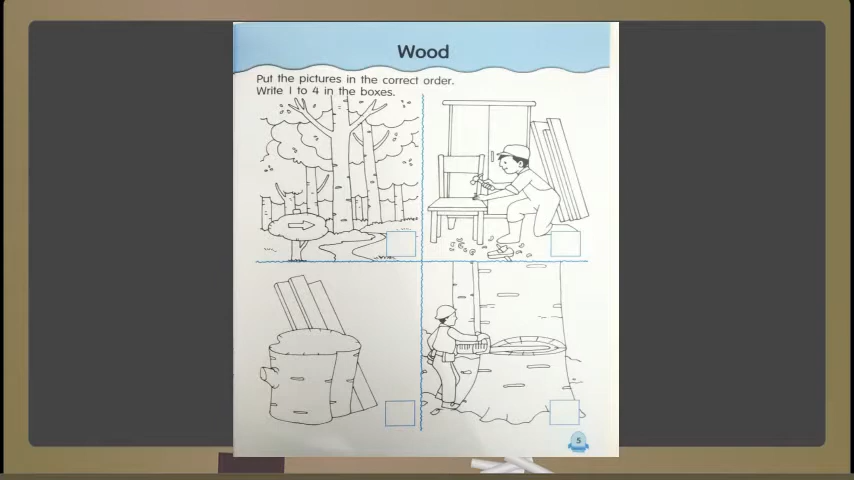 Wood
Put the pictures in the correct order.
Write 1 to 4 in the boxes.
5